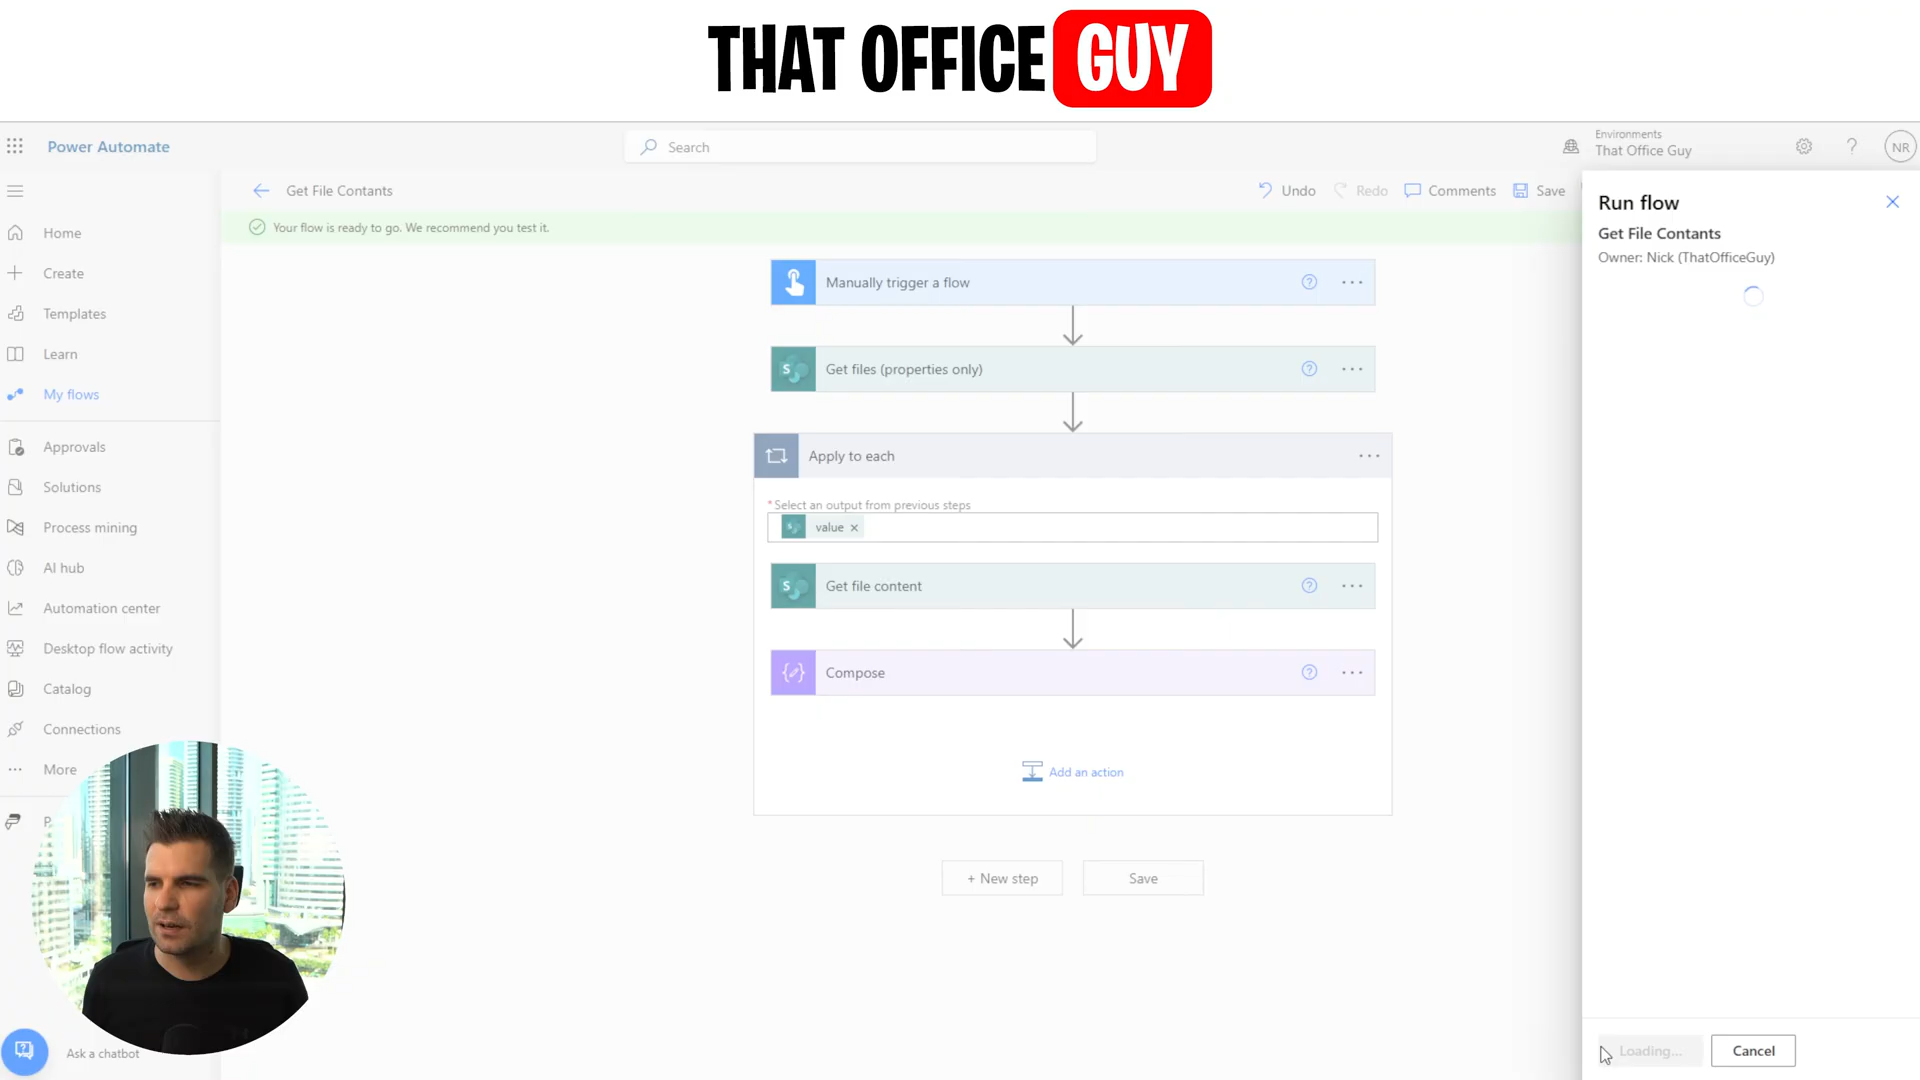 THAT OFFICE GUY
Power Automate
Search
Environments
That Office Guy
NR
Get File Contants
Undo
Redo
Comments
Save
Your flow is ready to go. We recommend you test it.
Home
Create
Templates
Learn
My flows
Approvals
Solutions
Process mining
AI hub
Automation center
Desktop flow activity
Catalog
Connections
More
P
Ask a chatbot
Manually trigger a flow
Get files (properties only)
Apply to each
*Select an output from previous steps
value
Get file content
Compose
Add an action
+ New step
Save
Run flow
Get File Contants
Owner: Nick (ThatOfficeGuy)
Loading...
Cancel